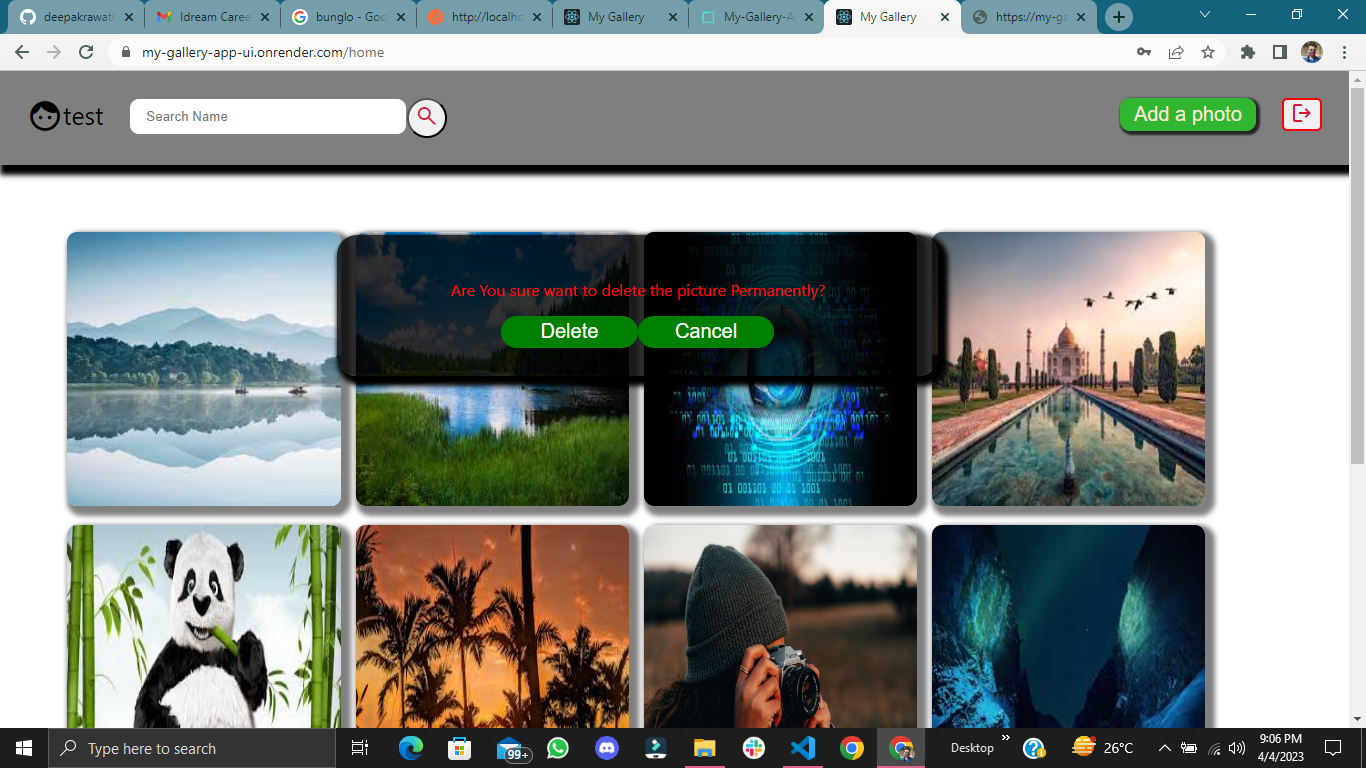 deepakrawat
Idream Caree
bunglo - Goo
http://localho
My Gallery
My-Gallery-A
My Gallery
https://my-ga
my-gallery-app-ui.onrender.com/home
test
Search Name
Add a photo
Are You sure want to delete the picture Permanently?
Delete Cancel
Type here to search
99+
Desktop
26°C
9:06 PM
4/4/2023